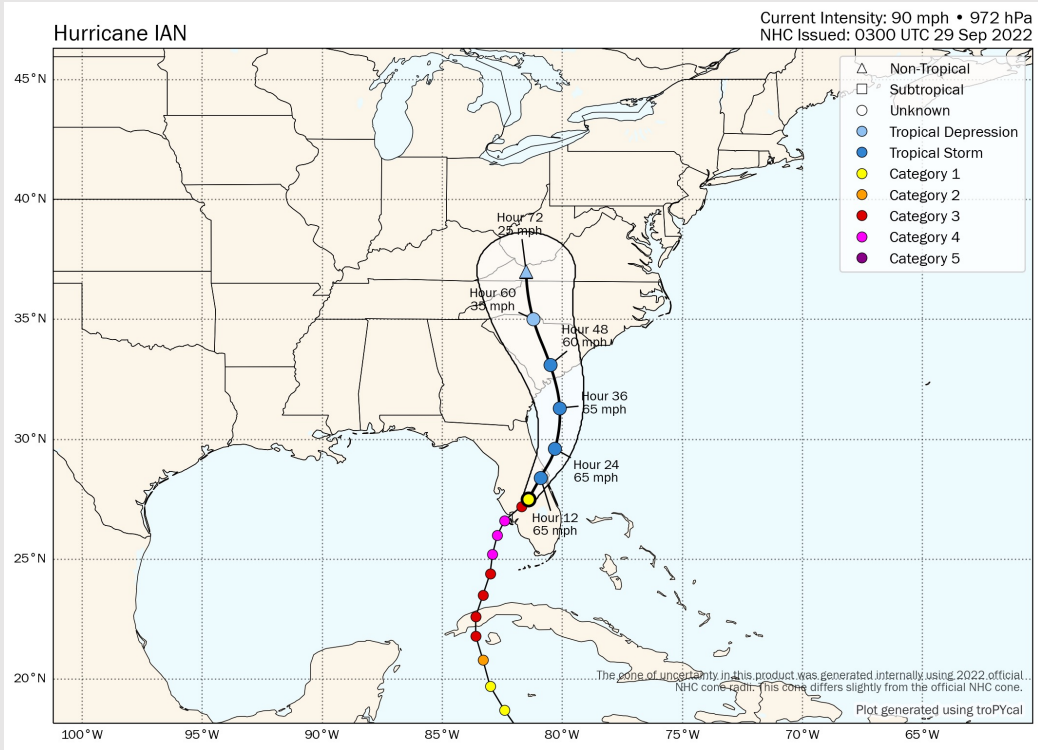 Hurricane IAN
Current Intensity: 90 mph • 972 hPa
NHC Issued: 0300 UTC 29 Sep 2022
Non-Tropical
Subtropical
Unknown
Tropical Depression
Tropical Storm
Category 1
Category 2
Category 3
Category 4
Category 5
45°N
40°N
35°N
30°N
25°N
20°N
Hour 72
25 mph
Hour 60
35 mph
Hour 48
60 mph
Hour 36
65 mph
Hour 24
65 mph
Hour 12
65 mph
The cone of uncertainty in this product was generated internally using 2022 official
NHC cone radii. This cone differs slightly from the official NHC cone.
Plot generated using troPYcal
100°W 95°W 90°W 85°W 80°W 75°W 70°W 65°W